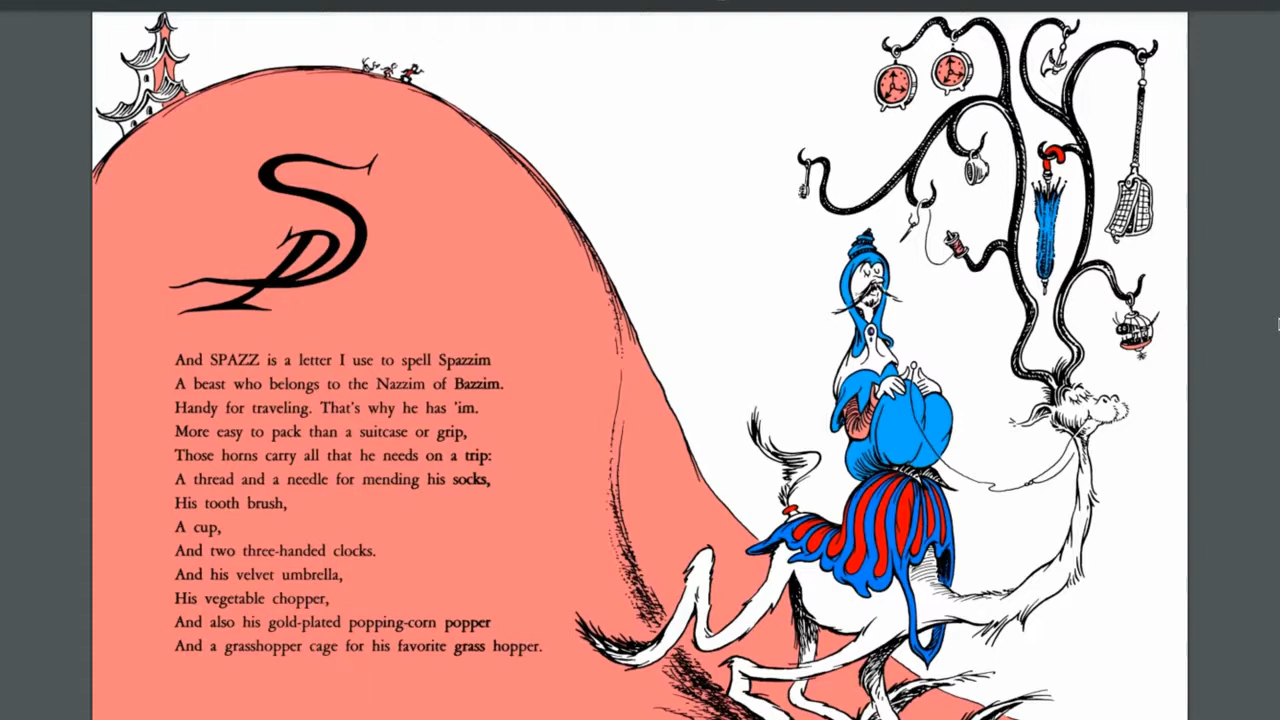 And SPAZZ is a letter I use to spell Spazzim
A beast who belongs to the Nazzim of Bazzim.
Handy for traveling. That's why he has 'im.
More easy to pack than a suitcase or grip,
Those horns carry all that he needs on a trip:
A thread and a needle for mending his socks,
His tooth brush,
A cup,
And two three-handed clocks.
And his velvet umbrella,
His vegetable chopper,
And also his gold-plated popping-corn popper
And a grasshopper cage for his favorite grass hopper.